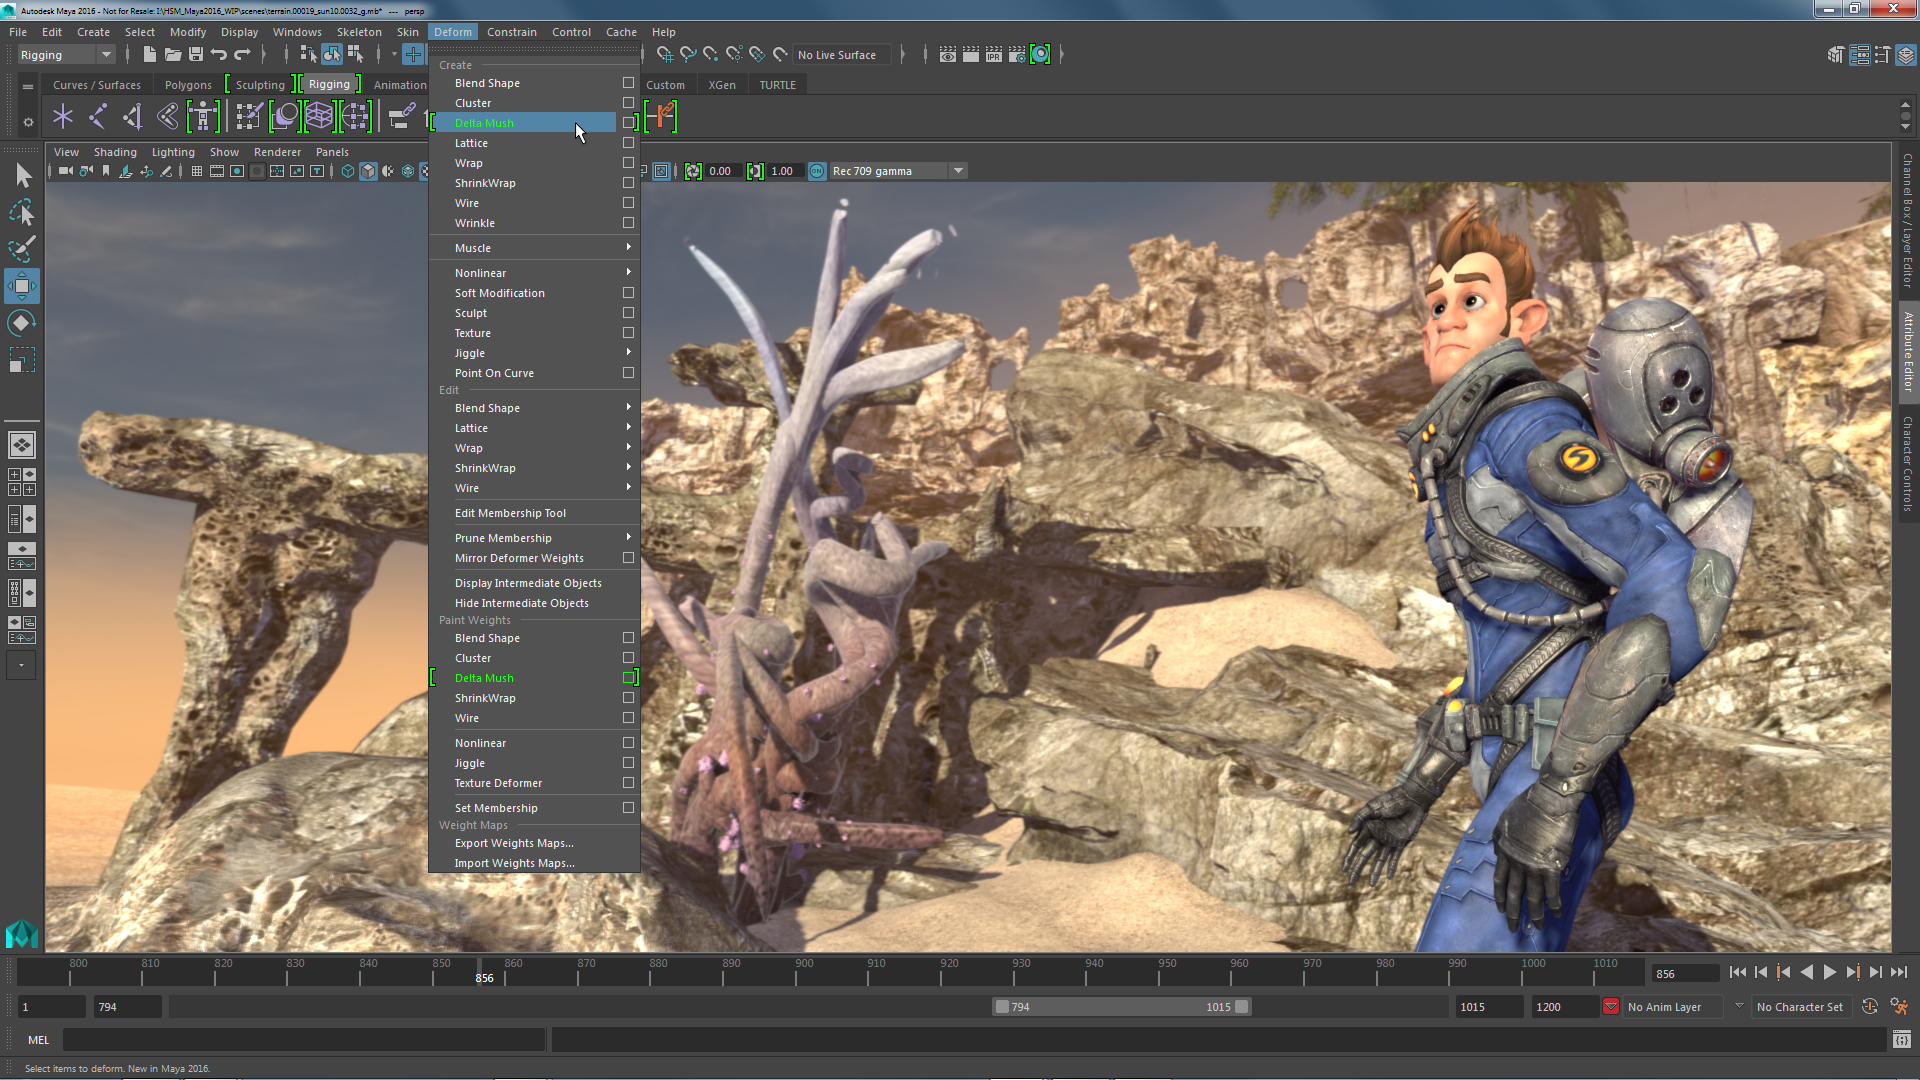 Autodesk Maya 2016 - Not for Resale: I:\HSM_Maya2016_WIP\scenes\terrain.00019_sun10.0032_g.mb* --- persp
File Edit Create Select Modify Display Windows Skeleton Skin Deform Constrain Control Cache Help
Rigging
No Live Surface
IPR
Curves / Surfaces Polygons Sculpting Rigging Animation Custom XGen TURTLE
View Shading Lighting Show Renderer Panels
0.00 1.00 ON Rec 709 gamma
Create
Blend Shape
Cluster
Delta Mush
Lattice
Wrap
ShrinkWrap
Wire
Wrinkle
Muscle
Nonlinear
Soft Modification
Sculpt
Texture
Jiggle
Point On Curve
Edit
Blend Shape
Lattice
Wrap
ShrinkWrap
Wire
Edit Membership Tool
Prune Membership
Mirror Deformer Weights
Display Intermediate Objects
Hide Intermediate Objects
Paint Weights
Blend Shape
Cluster
Delta Mush
ShrinkWrap
Wire
Nonlinear
Jiggle
Texture Deformer
Set Membership
Weight Maps
Export Weights Maps...
Import Weights Maps...
Channel Box / Layer Editor
Attribute Editor
Character Controls
800 810 820 830 840 850 860 870 880 890 900 910 920 930 940 950 960 970 980 990 1000 1010
856
856
1 794 794 1015 1015 1200 No Anim Layer No Character Set
MEL
Select items to deform. New in Maya 2016.